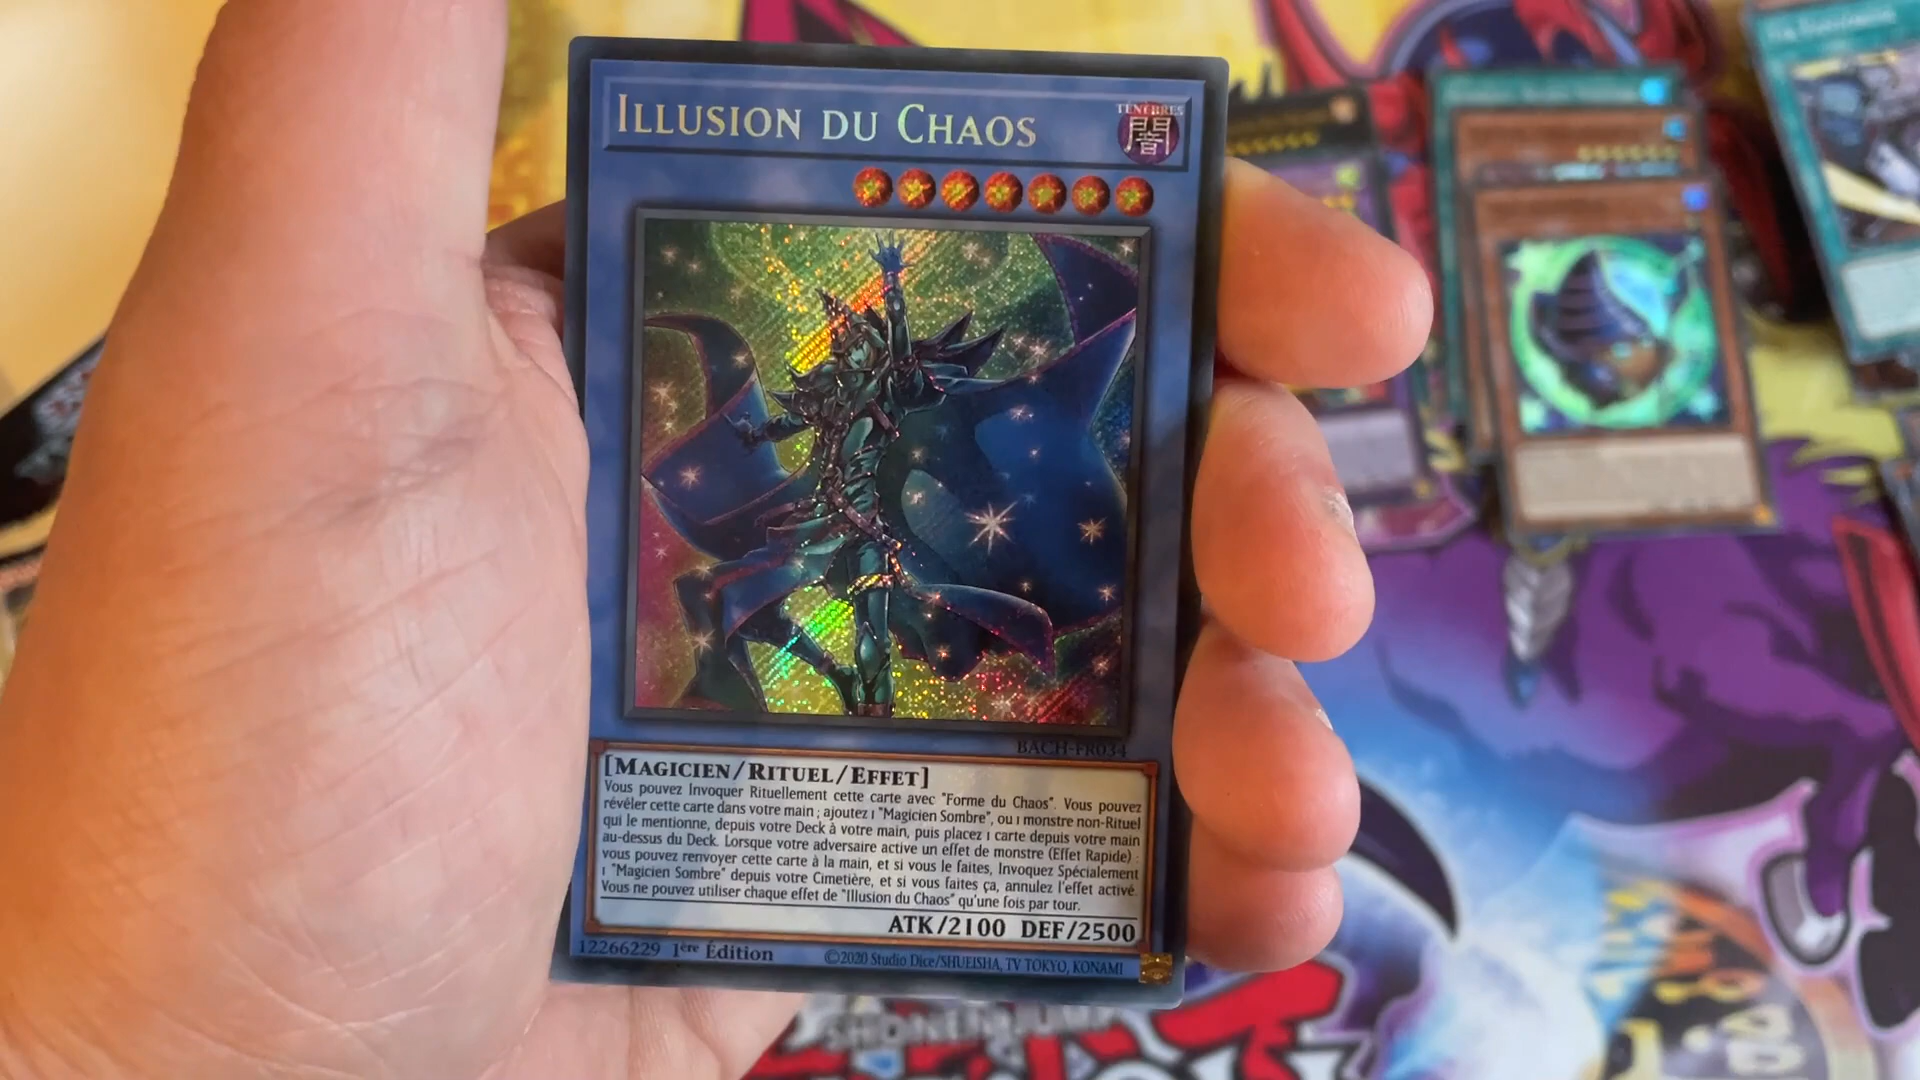 Illusion du Chaos
TÉNÈBRES
闇
BACH-FR034
[Magicien/Rituel/Effet]
Vous pouvez Invoquer Rituellement cette carte avec "Forme du Chaos". Vous pouvez
révéler cette carte dans votre main ; ajoutez 1 "Magicien Sombre", ou 1 monstre non-Rituel
qui le mentionne, depuis votre Deck à votre main, puis placez 1 carte depuis votre main
au-dessus du Deck. Lorsque votre adversaire active un effet de monstre (Effet Rapide) :
vous pouvez renvoyer cette carte à la main, et si vous le faites, Invoquez Spécialement
1 "Magicien Sombre" depuis votre Cimetière, et si vous faites ça, annulez l'effet activé.
Vous ne pouvez utiliser chaque effet de "Illusion du Chaos" qu'une fois par tour.
ATK/2100 DEF/2500
12266229 1ère Édition ©2020 Studio Dice/SHUEISHA, TV TOKYO, KONAMI
SHONEN JUMP